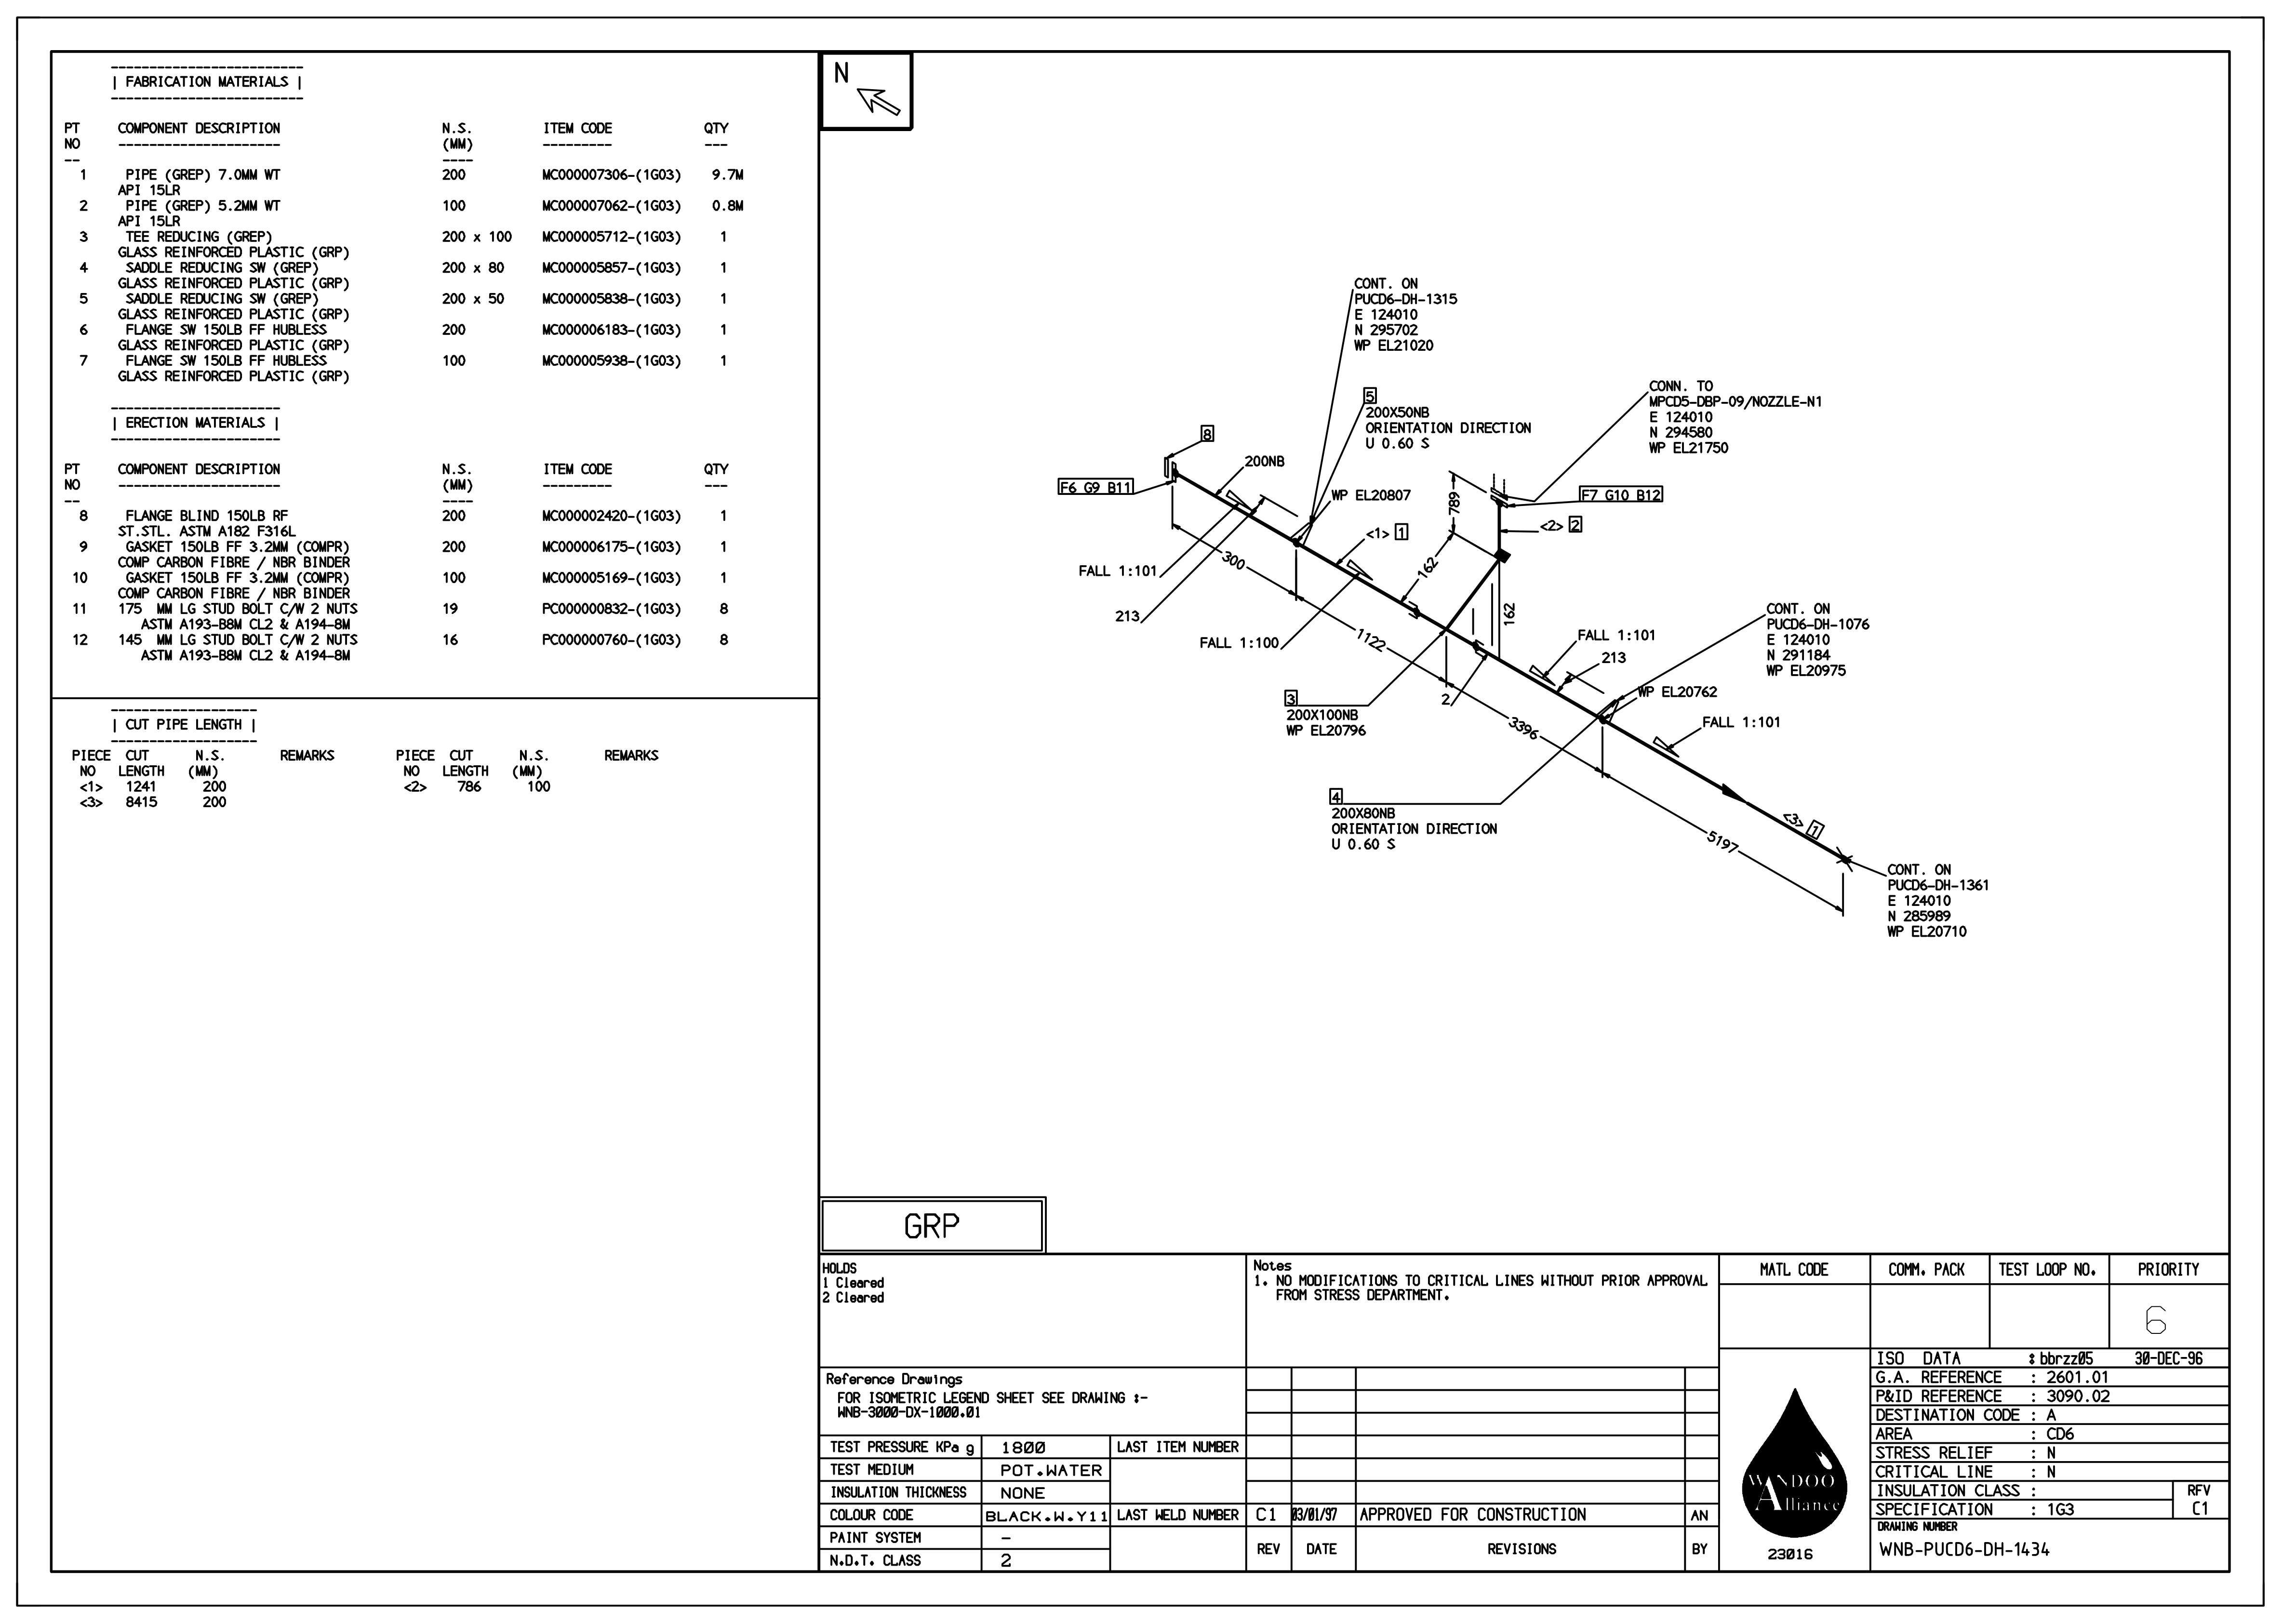 | FABRICATION MATERIALS |
PT NO COMPONENT DESCRIPTION N.S. (MM) ITEM CODE QTY
1 PIPE (GREP) 7.0MM WT 200 MC000007306-(1G03) 9.7M
API 15LR
2 PIPE (GREP) 5.2MM WT 100 MC000007062-(1G03) 0.8M
API 15LR
3 TEE REDUCING (GREP) 200 x 100 MC000005712-(1G03) 1
GLASS REINFORCED PLASTIC (GRP)
4 SADDLE REDUCING SW (GREP) 200 x 80 MC000005857-(1G03) 1
GLASS REINFORCED PLASTIC (GRP)
5 SADDLE REDUCING SW (GREP) 200 x 50 MC000005838-(1G03) 1
GLASS REINFORCED PLASTIC (GRP)
6 FLANGE SW 150LB FF HUBLESS 200 MC000006183-(1G03) 1
GLASS REINFORCED PLASTIC (GRP)
7 FLANGE SW 150LB FF HUBLESS 100 MC000005938-(1G03) 1
GLASS REINFORCED PLASTIC (GRP)
| ERECTION MATERIALS |
PT NO COMPONENT DESCRIPTION N.S. (MM) ITEM CODE QTY
8 FLANGE BLIND 150LB RF 200 MC000002420-(1G03) 1
ST.STL. ASTM A182 F316L
9 GASKET 150LB FF 3.2MM (COMPR) 200 MC000006175-(1G03) 1
COMP CARBON FIBRE / NBR BINDER
10 GASKET 150LB FF 3.2MM (COMPR) 100 MC000005169-(1G03) 1
COMP CARBON FIBRE / NBR BINDER
11 175 MM LG STUD BOLT C/W 2 NUTS 19 PC000000832-(1G03) 8
ASTM A193-B8M CL2 & A194-8M
12 145 MM LG STUD BOLT C/W 2 NUTS 16 PC000000760-(1G03) 8
ASTM A193-B8M CL2 & A194-8M
| CUT PIPE LENGTH |
PIECE CUT N.S. REMARKS PIECE CUT N.S. REMARKS
NO LENGTH (MM) NO LENGTH (MM)
<1> 1241 200 <2> 786 100
<3> 8415 200
N
CONT. ON
PUCD6-DH-1315
E 124010
N 295702
WP EL21020
CONN. TO
MPCD5-DBP-09/NOZZLE-N1
E 124010
N 294580
WP EL21750
5
200X50NB
ORIENTATION DIRECTION
U 0.60 S
8
200NB
F6 G9 B11
WP EL20807
789
F7 G10 B12
<2> 2
<1> 1
300
162
FALL 1:101
213
162
FALL 1:100
1122
CONT. ON
PUCD6-DH-1076
E 124010
N 291184
WP EL20975
FALL 1:101
213
WP EL20762
2
3
200X100NB
WP EL20796
3396
FALL 1:101
4
200X80NB
ORIENTATION DIRECTION
U 0.60 S
<3> 1
5197
CONT. ON
PUCD6-DH-1361
E 124010
N 285989
WP EL20710
GRP
HOLDS
1 Cleared
2 Cleared
Notes
1. NO MODIFICATIONS TO CRITICAL LINES WITHOUT PRIOR APPROVAL
FROM STRESS DEPARTMENT.
MATL CODE COMM. PACK TEST LOOP NO. PRIORITY
6
Reference Drawings
FOR ISOMETRIC LEGEND SHEET SEE DRAWING :-
WNB-3000-DX-1000.01
TEST PRESSURE KPa g 1800 LAST ITEM NUMBER
TEST MEDIUM POT.WATER
INSULATION THICKNESS NONE
COLOUR CODE BLACK.W.Y11 LAST WELD NUMBER
PAINT SYSTEM -
N.D.T. CLASS 2
C1 03/01/97 APPROVED FOR CONSTRUCTION AN
REV DATE REVISIONS BY
WANDOO
Alliance
23016
ISO DATA : bbrzz05 30-DEC-96
G.A. REFERENCE : 2601.01
P&ID REFERENCE : 3090.02
DESTINATION CODE : A
AREA : CD6
STRESS RELIEF : N
CRITICAL LINE : N
INSULATION CLASS : RFV
SPECIFICATION : 1G3 C1
DRAWING NUMBER
WNB-PUCD6-DH-1434